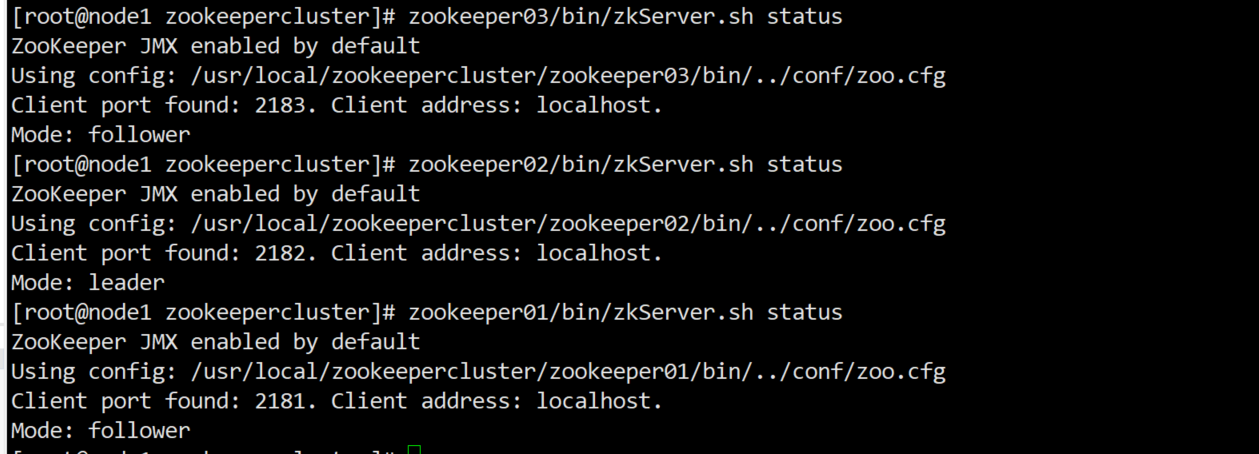 [root@node1 zookeepercluster]# zookeeper03/bin/zkServer.sh status
ZooKeeper JMX enabled by default
Using config: /usr/local/zookeepercluster/zookeeper03/bin/../conf/zoo.cfg
Client port found: 2183. Client address: localhost.
Mode: follower
[root@node1 zookeepercluster]# zookeeper02/bin/zkServer.sh status
ZooKeeper JMX enabled by default
Using config: /usr/local/zookeepercluster/zookeeper02/bin/../conf/zoo.cfg
Client port found: 2182. Client address: localhost.
Mode: leader
[root@node1 zookeepercluster]# zookeeper01/bin/zkServer.sh status
ZooKeeper JMX enabled by default
Using config: /usr/local/zookeepercluster/zookeeper01/bin/../conf/zoo.cfg
Client port found: 2181. Client address: localhost.
Mode: follower